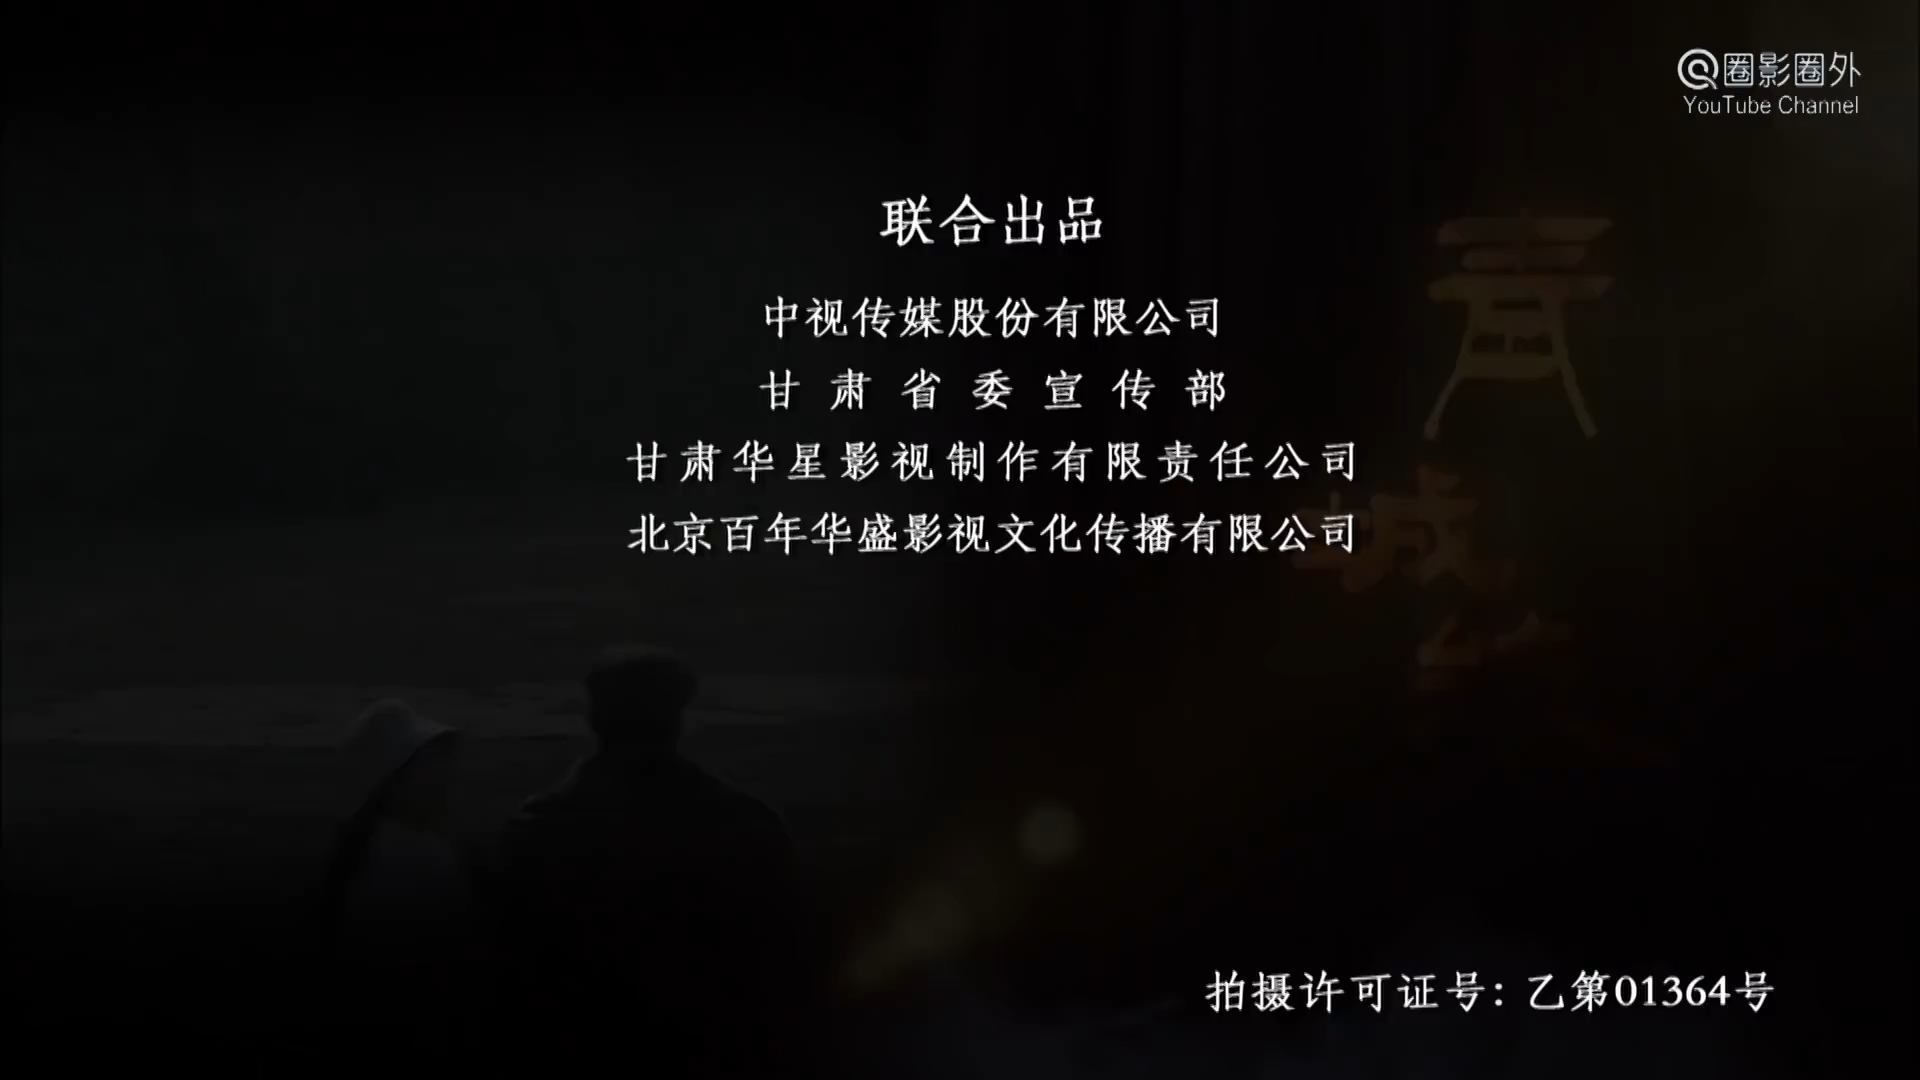 圈影圈外
YouTube Channel
联合出品
中视传媒股份有限公司
甘肃省委宣传部
甘肃华星影视制作有限责任公司
北京百年华盛影视文化传播有限公司
拍摄许可证号：乙第01364号